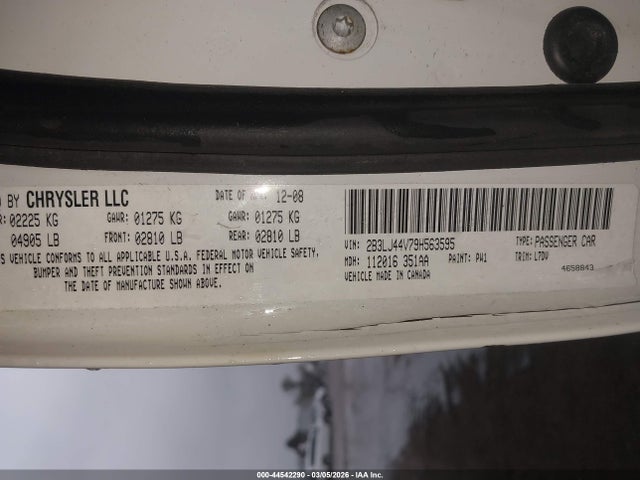 BY CHRYSLER LLC DATE OF 12-08
02225 KG GAWR: 01275 KG GAWR: 01275 KG
04905 LB FRONT: 02810 LB REAR: 02810 LB
VEHICLE CONFORMS TO ALL APPLICABLE U.S.A. FEDERAL MOTOR VEHICLE SAFETY,
BUMPER AND THEFT PREVENTION STANDARDS IN EFFECT ON
THE DATE OF MANUFACTURE SHOWN ABOVE.
VIN: 2B3LJ44V79H563595 TYPE: PASSENGER CAR
MDH: 112016 351AA PAINT: PW1 TRIM: L7DV
VEHICLE MADE IN CANADA 4658843
000-44542290 - 03/05/2026 - IAA Inc.